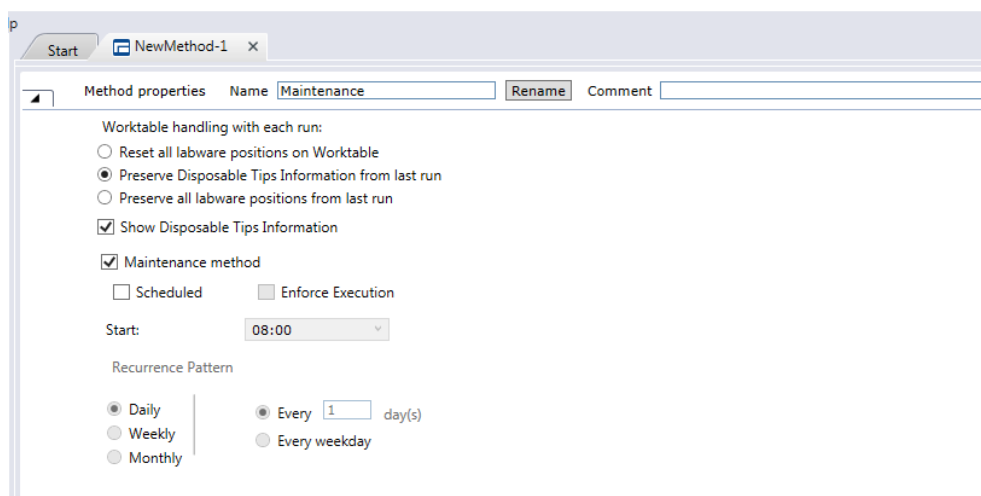 lp
Start NewMethod-1 ×
Method properties Name Maintenance Rename Comment
Worktable handling with each run:
Reset all labware positions on Worktable
Preserve Disposable Tips Information from last run
Preserve all labware positions from last run
Show Disposable Tips Information
Maintenance method
Scheduled Enforce Execution
Start: 08:00
Recurrence Pattern
Daily Every 1 day(s)
Weekly Every weekday
Monthly